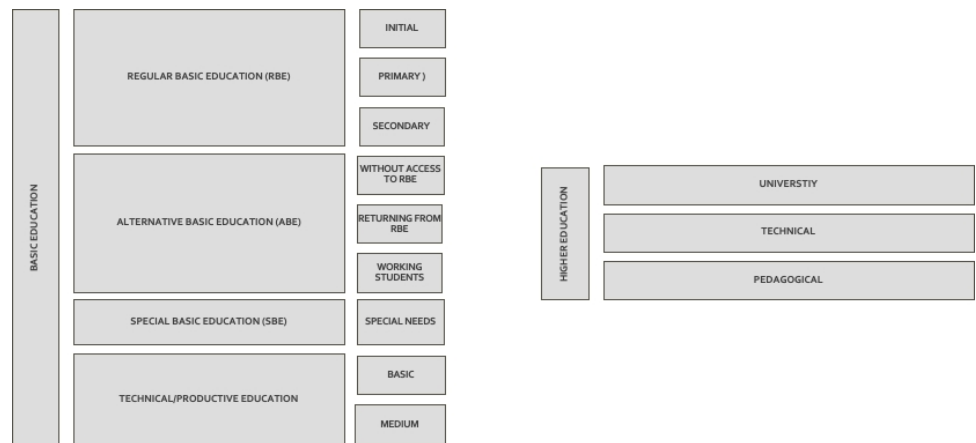 BASIC EDUCATION
REGULAR BASIC EDUCATION (RBE)
INITIAL
PRIMARY )
SECONDARY
ALTERNATIVE BASIC EDUCATION (ABE)
WITHOUT ACCESS
TO RBE
RETURNING FROM
RBE
WORKING
STUDENTS
SPECIAL BASIC EDUCATION (SBE)
SPECIAL NEEDS
TECHNICAL/PRODUCTIVE EDUCATION
BASIC
MEDIUM
HIGHER EDUCATION
UNIVERSTIY
TECHNICAL
PEDAGOGICAL